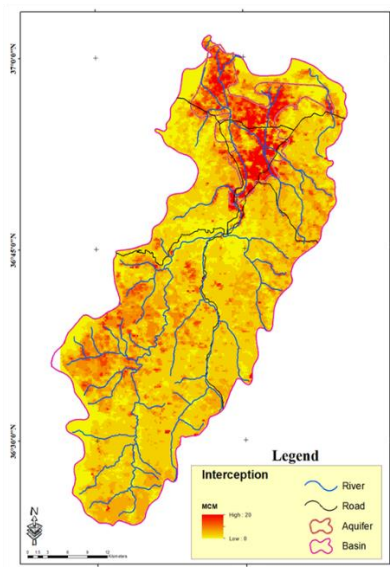 37°0'0"N
36°45'0"N
36°30'0"N
Legend
Interception
MCM
High : 29
Low : 0
River
Road
Aquifer
Basin
N
Kilometers